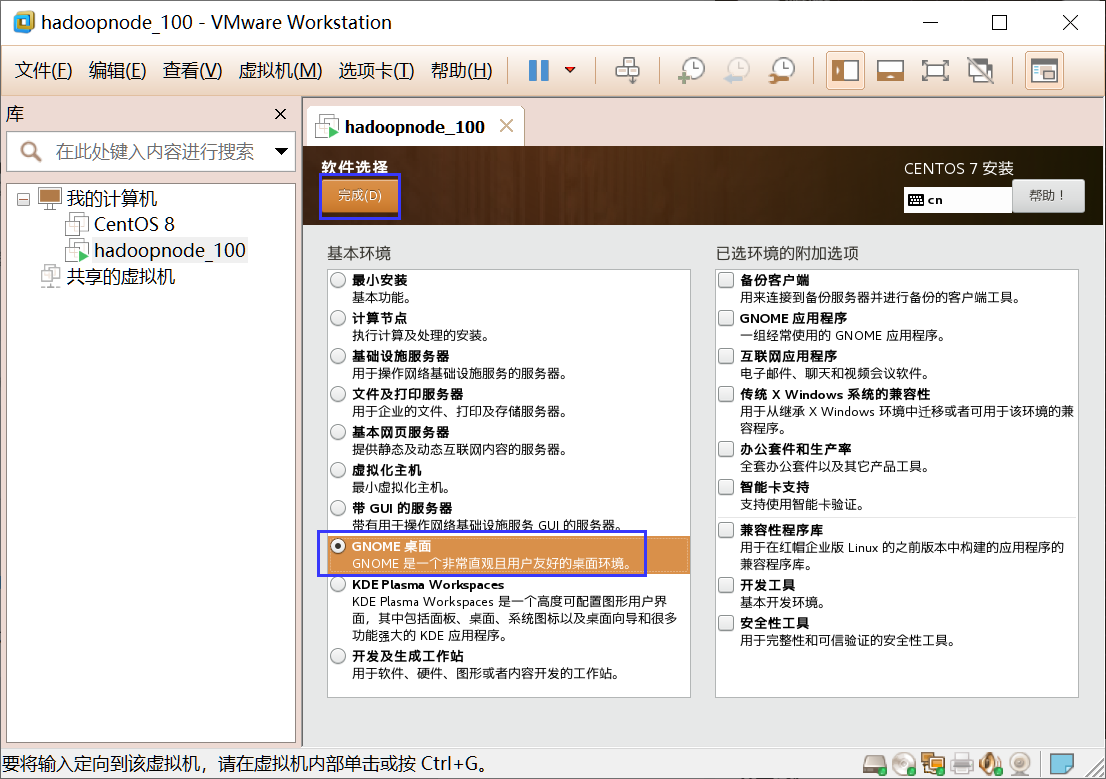 hadoopnode_100 - VMware Workstation
文件(F) 编辑(E) 查看(V) 虚拟机(M) 选项卡(T) 帮助(H)
库
在此处键入内容进行搜索
我的计算机
CentOS 8
hadoopnode_100
共享的虚拟机
hadoopnode_100
软件选择
完成(D)
CENTOS 7 安装
cn
帮助！
基本环境
最小安装
基本功能。
计算节点
执行计算及处理的安装。
基础设施服务器
用于操作网络基础设施服务的服务器。
文件及打印服务器
用于企业的文件、打印及存储服务器。
基本网页服务器
提供静态及动态互联网内容的服务器。
虚拟化主机
最小虚拟化主机。
带 GUI 的服务器
带有用于操作网络基础设施服务 GUI 的服务器。
GNOME 桌面
GNOME 是一个非常直观且用户友好的桌面环境。
KDE Plasma Workspaces
KDE Plasma Workspaces 是一个高度可配置图形用户界
面，其中包括面板、桌面、系统图标以及桌面向导和很多
功能强大的 KDE 应用程序。
开发及生成工作站
用于软件、硬件、图形或者内容开发的工作站。
已选环境的附加选项
备份客户端
用来连接到备份服务器并进行备份的客户端工具。
GNOME 应用程序
一组经常使用的 GNOME 应用程序。
互联网应用程序
电子邮件、聊天和视频会议软件。
传统 X Windows 系统的兼容性
用于从继承 X Windows 环境中迁移或者可用于该环境的兼
容程序。
办公套件和生产率
全套办公套件以及其它产品工具。
智能卡支持
支持使用智能卡验证。
兼容性程序库
用于在红帽企业版 Linux 的之前版本中构建的应用程序的
兼容程序库。
开发工具
基本开发环境。
安全性工具
用于完整性和可信验证的安全性工具。
要将输入定向到该虚拟机，请在虚拟机内部单击或按 Ctrl+G。